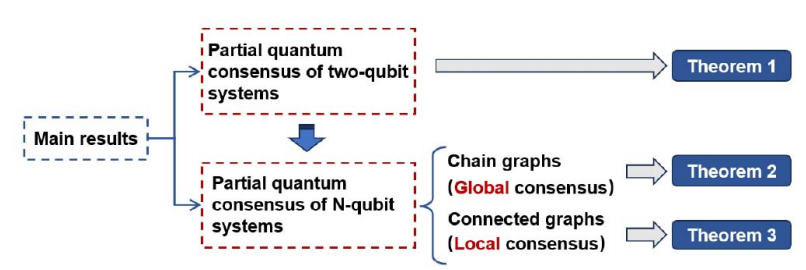 Main results
Partial quantum
consensus of two-qubit
systems
Theorem 1
Partial quantum
consensus of N-qubit
systems
Chain graphs
(Global consensus)
Theorem 2
Connected graphs
(Local consensus)
Theorem 3